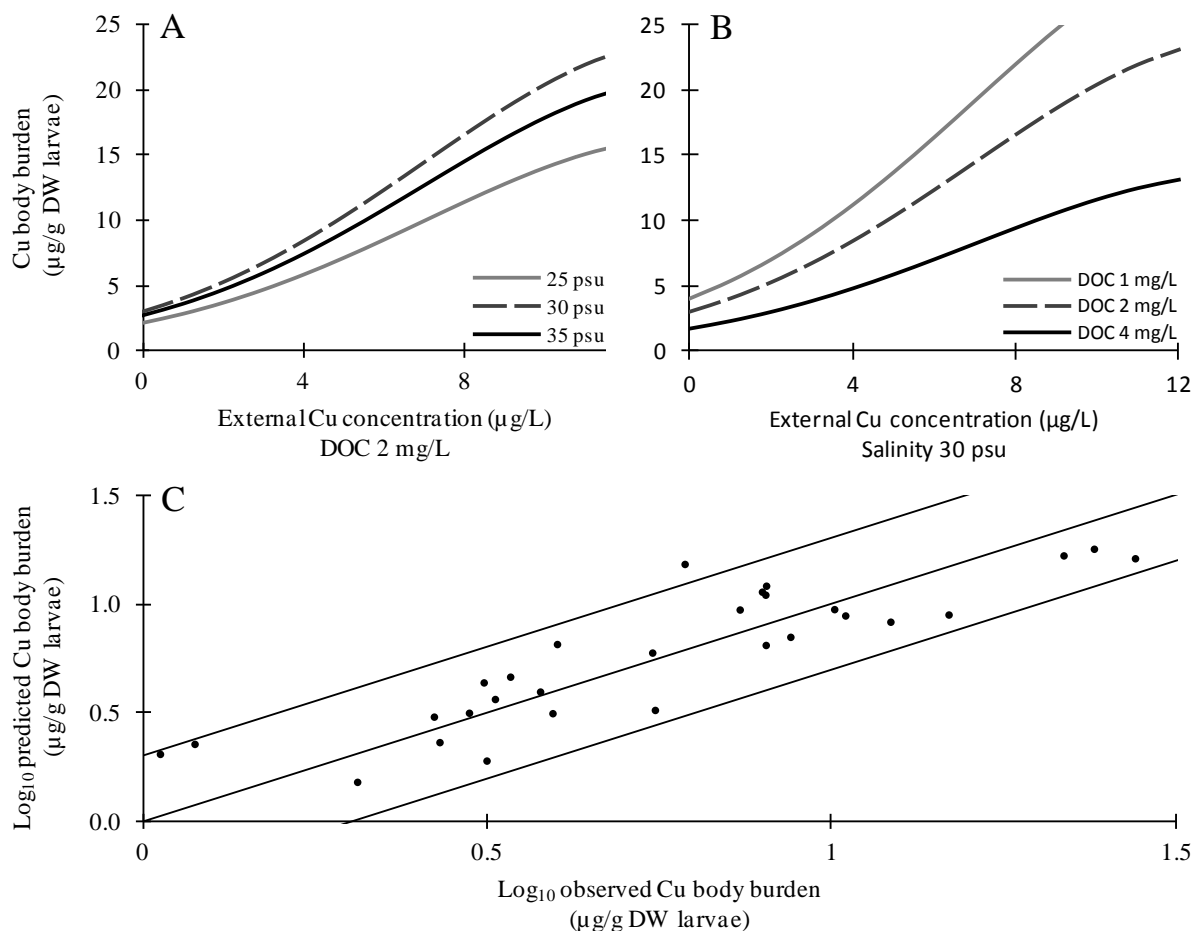 A
25
20
15
10
5
0
Cu body burden
(µg/g DW larvae)
25 psu
30 psu
35 psu
0 4 8
External Cu concentration (µg/L)
DOC 2 mg/L
B
25
20
15
10
5
0
DOC 1 mg/L
DOC 2 mg/L
DOC 4 mg/L
0 4 8 12
External Cu concentration (µg/L)
Salinity 30 psu
C
1.5
1.0
0.5
0.0
Log10 predicted Cu body burden
(µg/g DW larvae)
0 0.5 1 1.5
Log10 observed Cu body burden
(µg/g DW larvae)